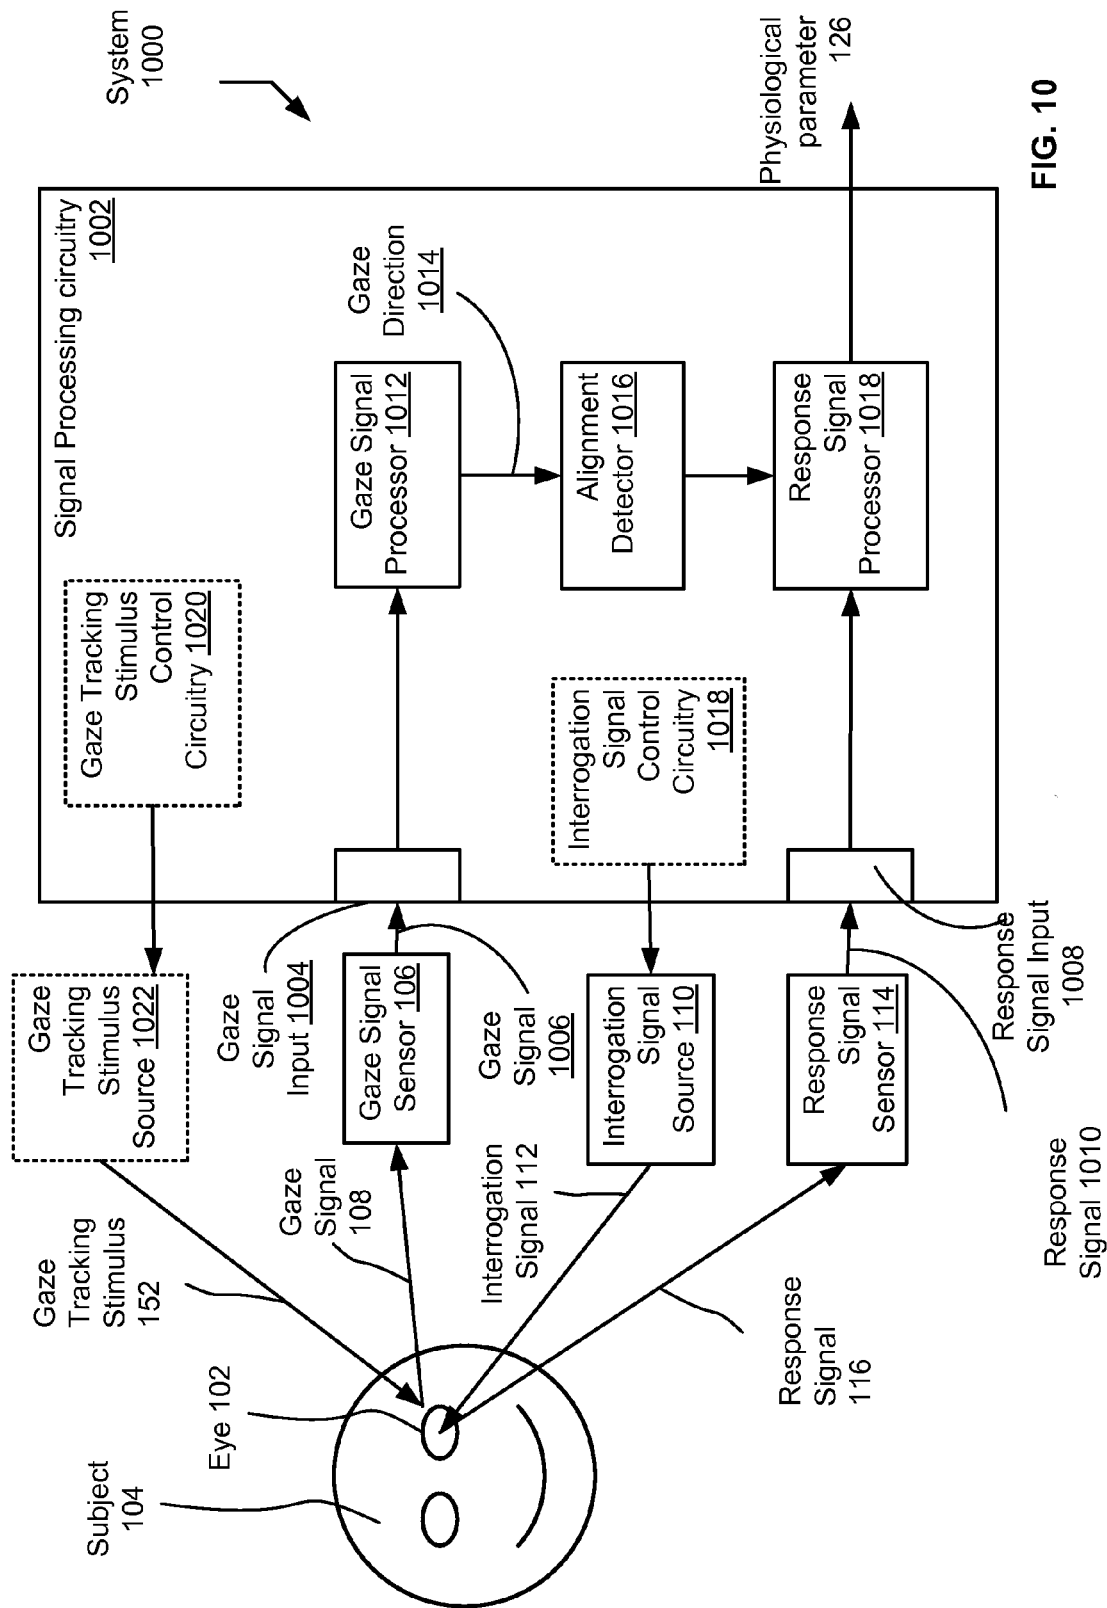 System
1000
Signal Processing circuitry
1002
Gaze Tracking
Stimulus
Control
Circuitry 1020
Gaze
Tracking
Stimulus
Source 1022
Gaze
Tracking
Stimulus
152
Gaze
Signal
Input 1004
Gaze Signal
Sensor 106
Gaze
Signal
108
Gaze
Signal
1006
Gaze Signal
Processor 1012
Gaze
Direction
1014
Alignment
Detector 1016
Interrogation
Signal
Control
Circuitry
1018
Interrogation
Signal
Source 110
Interrogation
Signal 112
Subject
104
Eye 102
Response
Signal
116
Response
Signal
Sensor 114
Response
Signal
Processor 1018
Physiological
parameter
126
Response
Signal Input
1008
Response
Signal 1010
FIG. 10